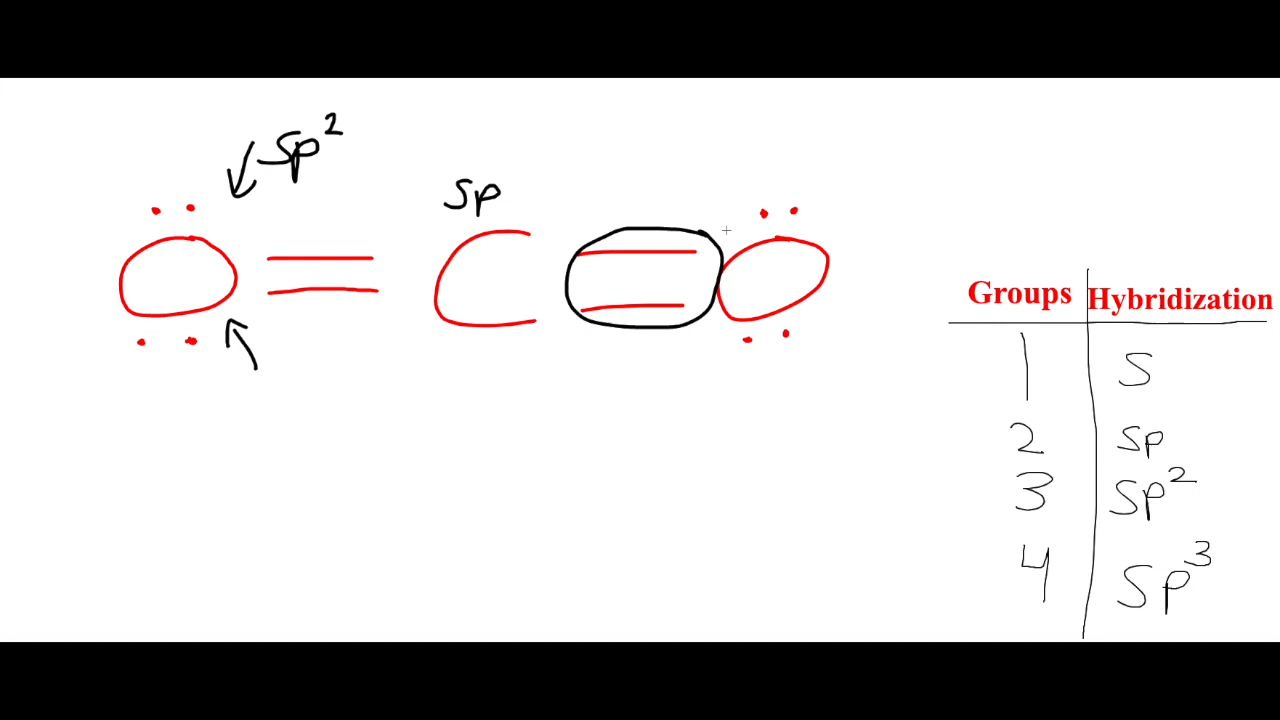 sp²
sp
O = C = O
Groups Hybridization
1 S
2 sp
3 sp²
4 sp³